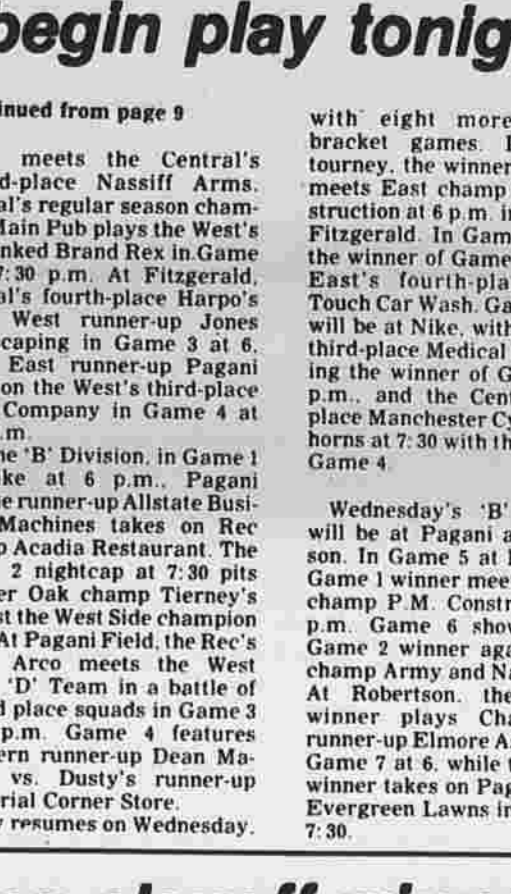 begin play tonig
inued from page 9
meets the Central's
d-place Nassiff Arms.
al's regular season cham-
Main Pub plays the West's
nked Brand Rex in Game
7:30 p.m. At Fitzgerald,
al's fourth-place Harpo's
West runner-up Jones
caping in Game 3 at 6.
East runner-up Pagani
on the West's third-place
Company in Game 4 at
.m.
he 'B' Division, in Game 1
ke at 6 p.m., Pagani
e runner-up Allstate Busi-
Machines takes on Rec
p Acadia Restaurant. The
2 nightcap at 7:30 pits
er Oak champ Tierney's
st the West Side champion
At Pagani Field, the Rec's
Arco meets the West
'D' Team in a battle of
d place squads in Game 3
p.m. Game 4 features
ern runner-up Dean Ma-
vs. Dusty's runner-up
rial Corner Store.
y resumes on Wednesday.
with eight more
bracket games. I
tourney, the winner
meets East champ
struction at 6 p.m. in
Fitzgerald. In Gam
the winner of Game
East's fourth-pla
Touch Car Wash. Ga
will be at Nike, with
third-place Medical
ing the winner of G
p.m., and the Cent
place Manchester Cy
horns at 7:30 with th
Game 4.
Wednesday's 'B'
will be at Pagani a
son. In Game 5 at
Game 1 winner mee
champ P.M. Constr
p.m. Game 6 show
Game 2 winner aga
champ Army and Na
At Robertson, the
winner plays Cha
runner-up Elmore A
Game 7 at 6, while t
winner takes on Pag
Evergreen Lawns in
7:30.